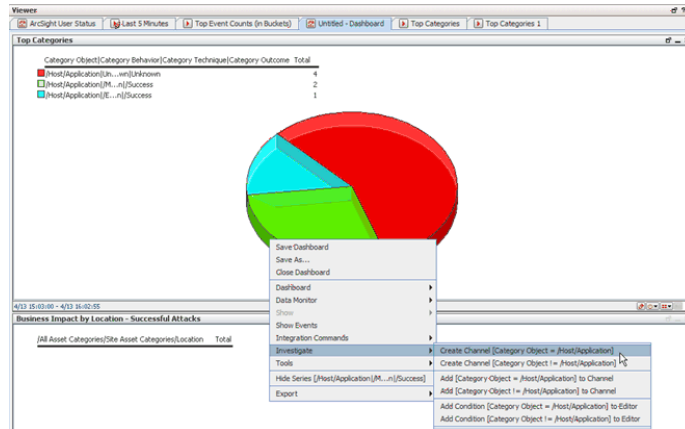 Viewer
ArcSight User Status
Last 5 Minutes
Top Event Counts (in Buckets)
Untitled - Dashboard
Top Categories
Top Categories 1
Top Categories
Category Object|Category Behavior|Category Technique|Category Outcome Total
/Host/Application|Un...wn|Unknown 4
/Host/Application|/M...n|/Success 2
/Host/Application|/E...n|/Success 1
Save Dashboard
Save As...
Close Dashboard
Dashboard
Data Monitor
Show
Show Events
Integration Commands
Investigate
Tools
Hide Series [/Host/Application|/M...n|/Success]
Export
Create Channel [Category Object = /Host/Application]
Create Channel [Category Object != /Host/Application]
Add [Category Object = /Host/Application] to Channel
Add [Category Object != /Host/Application] to Channel
Add Condition [Category Object = /Host/Application] to Editor
Add Condition [Category Object != /Host/Application] to Editor
4/13 15:03:00 - 4/13 16:02:55
Business Impact by Location - Successful Attacks
/All Asset Categories/Site Asset Categories/Location Total